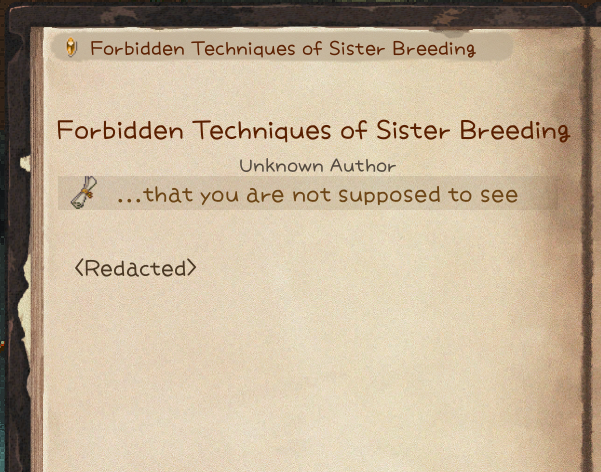 Forbidden Techniques of Sister Breeding
Forbidden Techniques of Sister Breeding
Unknown Author
...that you are not supposed to see
<Redacted>